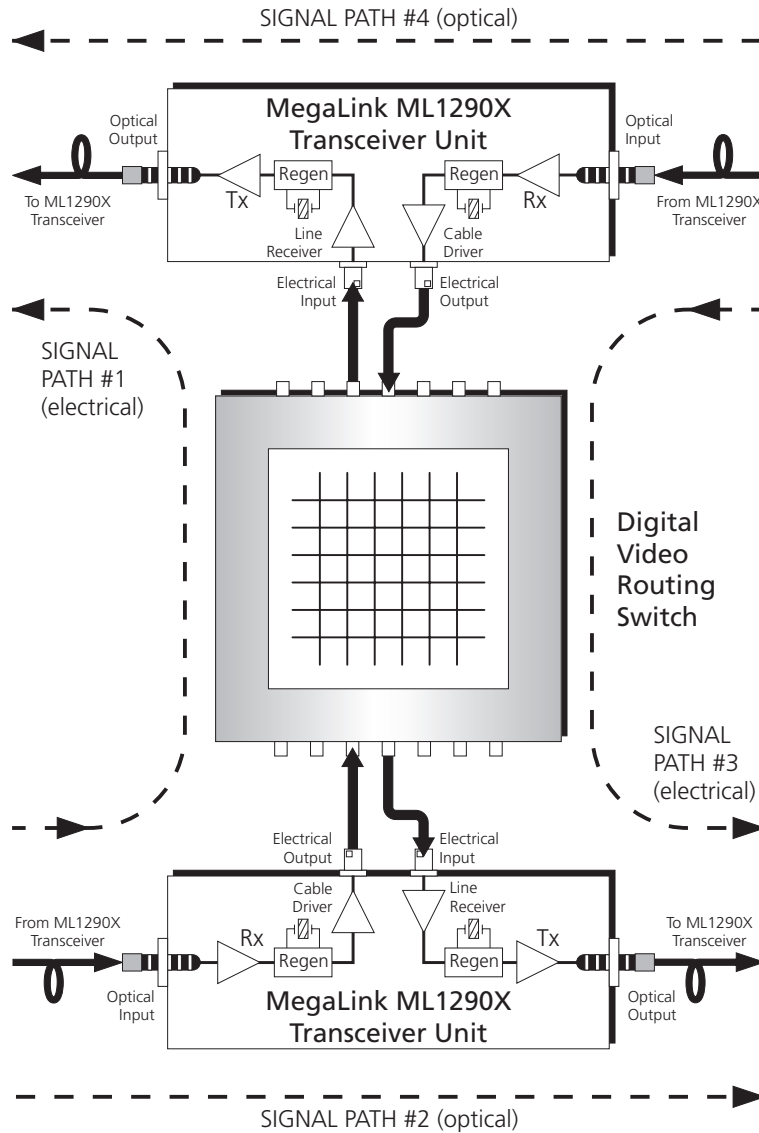 SIGNAL PATH #4 (optical)
MegaLink ML1290X
Transceiver Unit
Optical
Output
Optical
Input
Regen
Regen
Tx
Rx
To ML1290X
Transceiver
From ML1290X
Transceiver
Line
Receiver
Cable
Driver
Electrical
Input
Electrical
Output
SIGNAL
PATH #1
(electrical)
Digital
Video
Routing
Switch
SIGNAL
PATH #3
(electrical)
Electrical
Output
Electrical
Input
Cable
Driver
Line
Receiver
From ML1290X
Transceiver
Rx
Tx
To ML1290X
Transceiver
Regen
Regen
Optical
Input
Optical
Output
MegaLink ML1290X
Transceiver Unit
SIGNAL PATH #2 (optical)